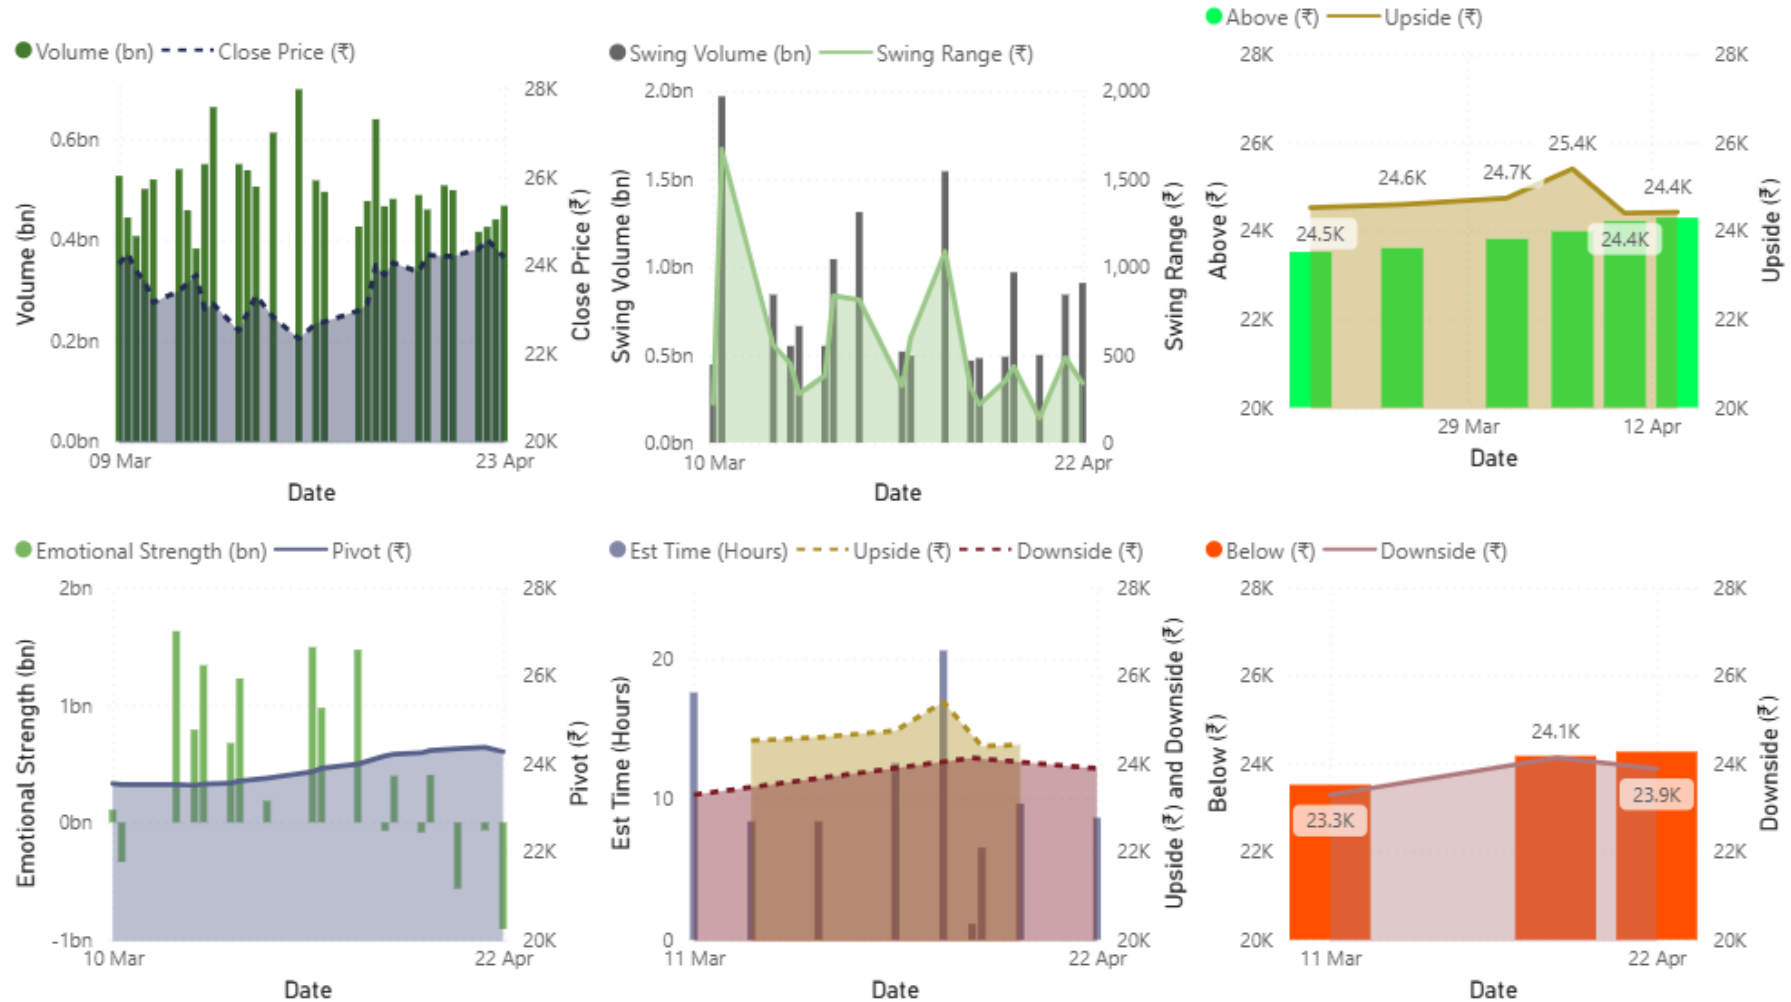 Volume (bn) Close Price (₹)
Volume (bn)
0.6bn
0.4bn
0.2bn
0.0bn
28K
26K
24K
22K
20K
Close Price (₹)
09 Mar 23 Apr
Date
Swing Volume (bn) Swing Range (₹)
Swing Volume (bn)
2.0bn
1.5bn
1.0bn
0.5bn
0.0bn
2,000
1,500
1,000
500
0
Swing Range (₹)
10 Mar 22 Apr
Date
Above (₹) Upside (₹)
Above (₹)
28K
26K
24K
22K
20K
24.5K
24.6K
24.7K
25.4K
24.4K
24.4K
28K
26K
24K
22K
20K
Upside (₹)
29 Mar 12 Apr
Date
Emotional Strength (bn) Pivot (₹)
Emotional Strength (bn)
2bn
1bn
0bn
-1bn
28K
26K
24K
22K
20K
Pivot (₹)
10 Mar 22 Apr
Date
Est Time (Hours) Upside (₹) Downside (₹)
Est Time (Hours)
20
10
0
28K
26K
24K
22K
20K
Upside (₹) and Downside (₹)
11 Mar 22 Apr
Date
Below (₹) Downside (₹)
Below (₹)
28K
26K
24K
22K
20K
23.3K
24.1K
23.9K
28K
26K
24K
22K
20K
Downside (₹)
11 Mar 22 Apr
Date